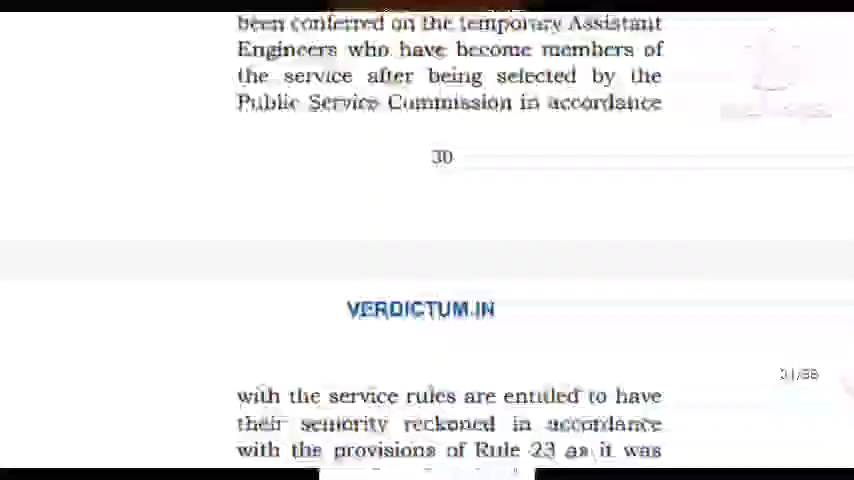 been conferred on the temporary Assistant
Engineers who have become members of
the service after being selected by the
Public Service Commission in accordance
30
VERDICTUM.IN
31/38
with the service rules are entitled to have
their seniority reckoned in accordance
with the provisions of Rule 23 as it was